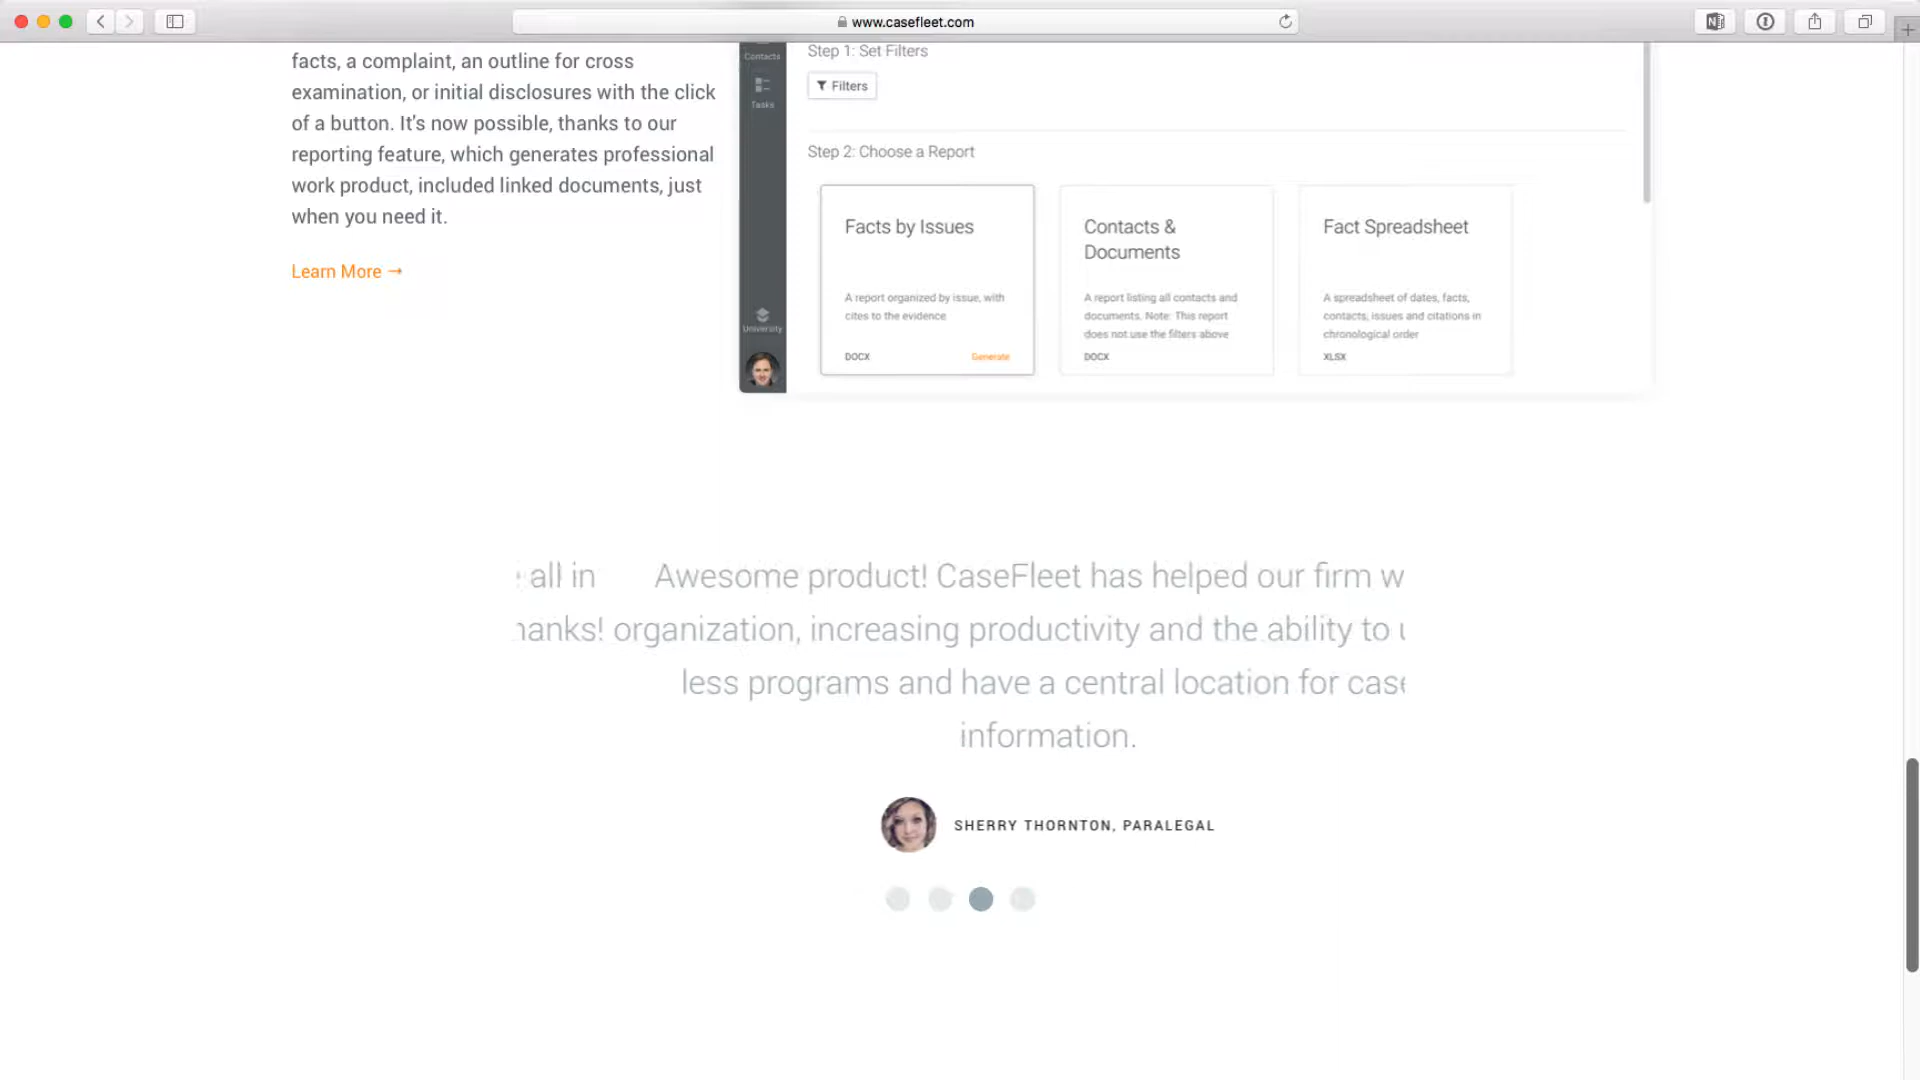 www.casefleet.com
facts, a complaint, an outline for cross
examination, or initial disclosures with the click
of a button. It's now possible, thanks to our
reporting feature, which generates professional
work product, included linked documents, just
when you need it.
Learn More →
Contacts
Tasks
University
Step 1: Set Filters
Filters
Step 2: Choose a Report
Facts by Issues
A report organized by issue, with
cites to the evidence
DOCX Generate
Contacts &
Documents
A report listing all contacts and
documents. Note: This report
does not use the filters above
DOCX
Fact Spreadsheet
A spreadsheet of dates, facts,
contacts, issues and citations in
chronological order
XLSX
all in
hanks!
Awesome product! CaseFleet has helped our firm w
organization, increasing productivity and the ability to u
less programs and have a central location for case
information.
SHERRY THORNTON, PARALEGAL